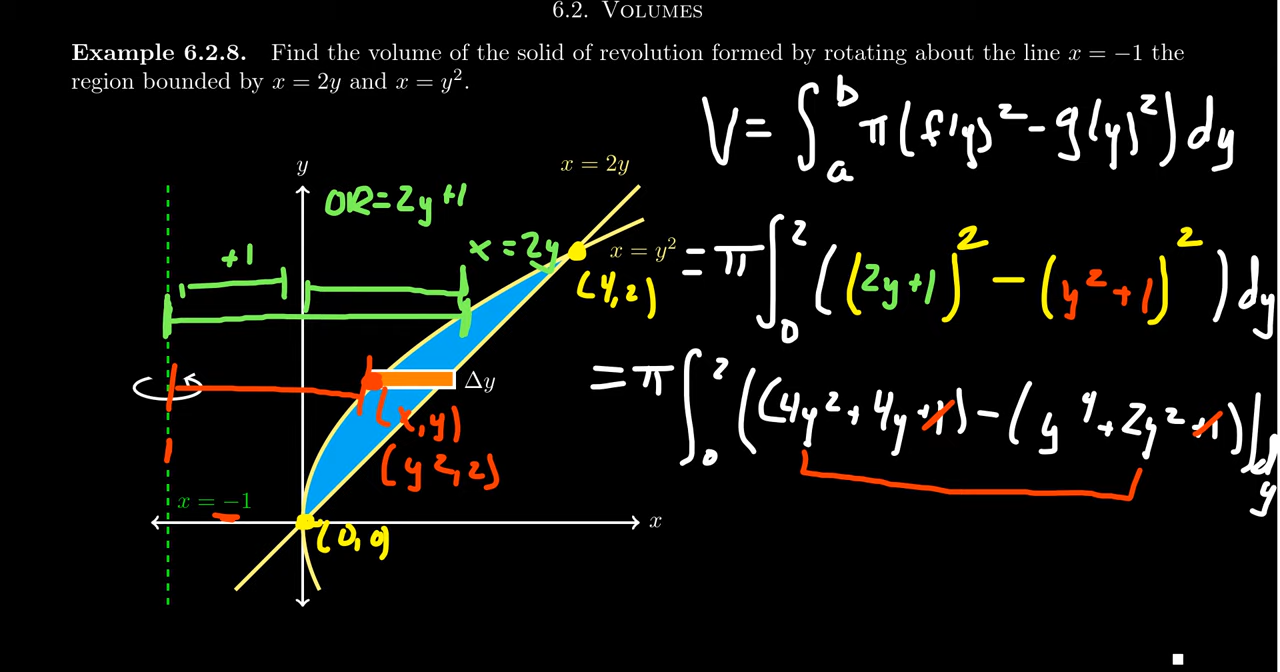 6.2. VOLUMES
Example 6.2.8. Find the volume of the solid of revolution formed by rotating about the line x = −1 the
region bounded by x = 2y and x = y².
V = ∫ₐᵇ π(f(y)² − g(y)²) dy
x = 2y
y
OR = 2y+1
x = 2y
x = y²
+1
(4,2)
= π ∫₀² ((2y+1)² − (y²+1)²) dy
Δy
(x,y)
(y²,2)
= π ∫₀² ((4y² + 4y + 1) − (y⁴ + 2y² + 1)) dy
x = −1
x
(0,0)